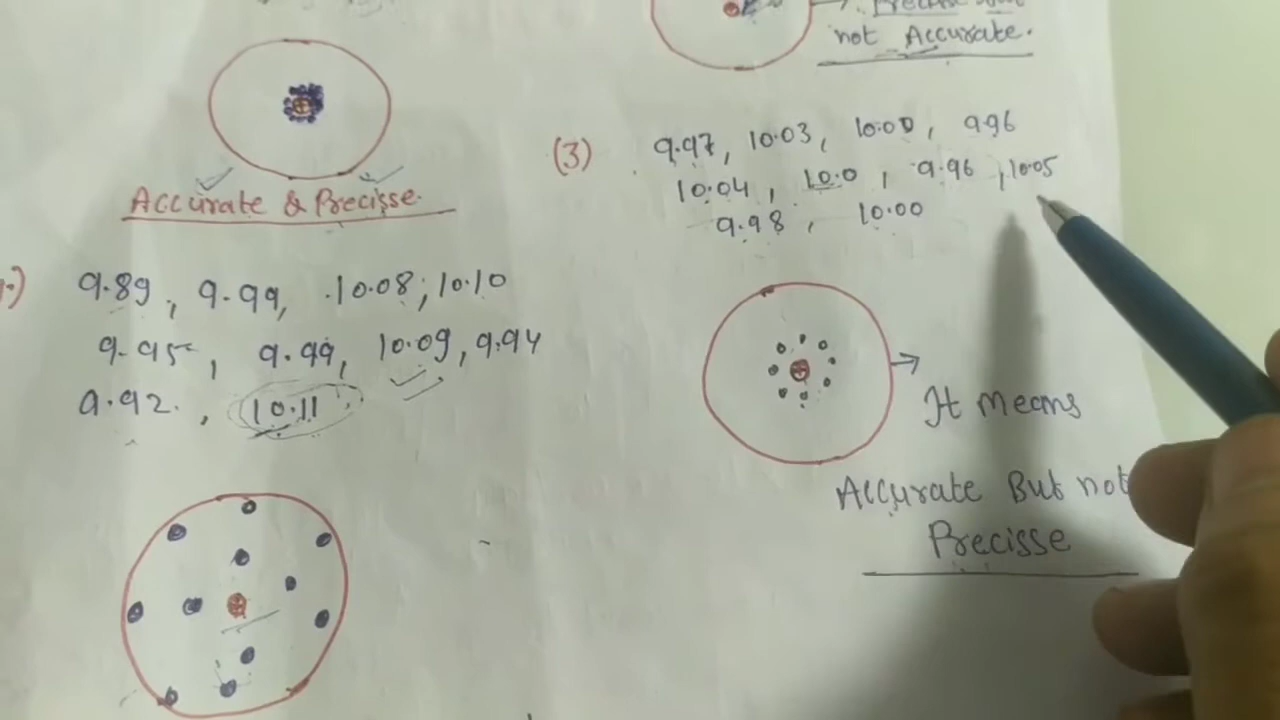 not Accurate.
Accurate & Precisse.
9.89, 9.99, 10.08, 10.10
9.95, 9.99, 10.09, 9.94
9.92, 10.11
(3) 9.97, 10.03, 10.00, 9.96
10.04, 10.0, 9.96, 10.05
9.98, 10.00
It means
Accurate But not
Precisse